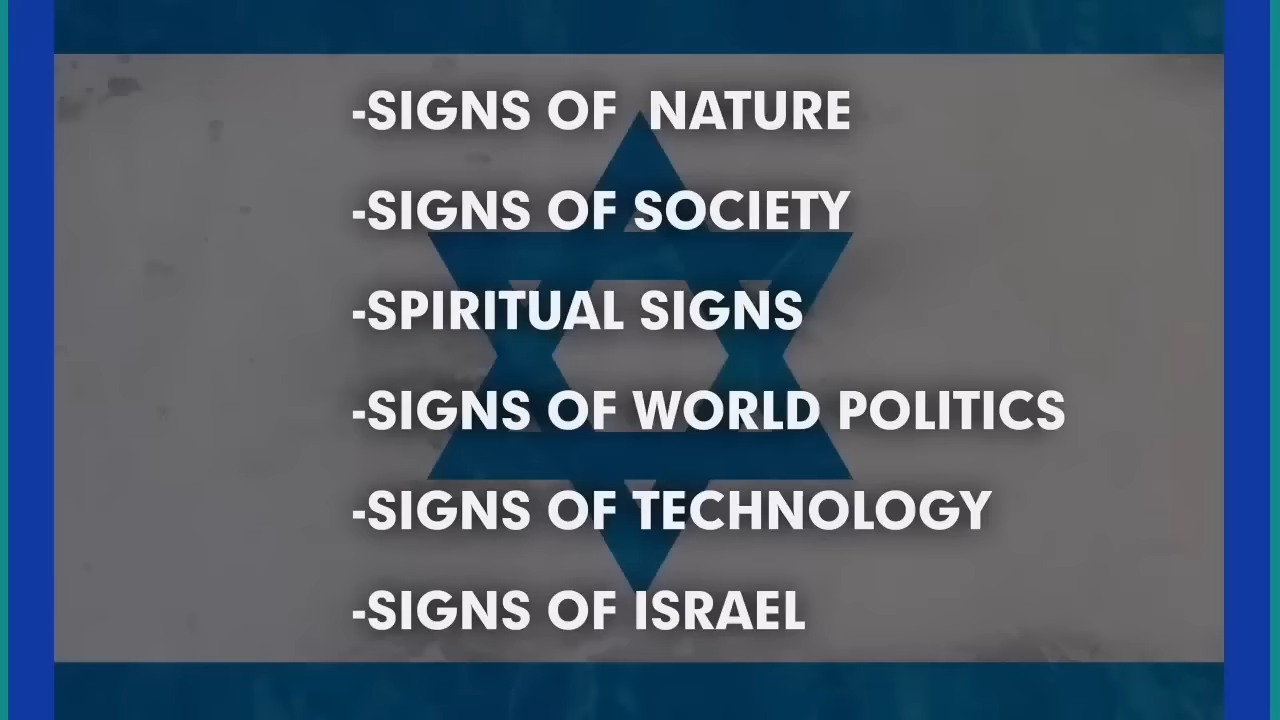 -SIGNS OF  NATURE
-SIGNS OF SOCIETY
-SPIRITUAL SIGNS
-SIGNS OF WORLD POLITICS
-SIGNS OF TECHNOLOGY
-SIGNS OF ISRAEL